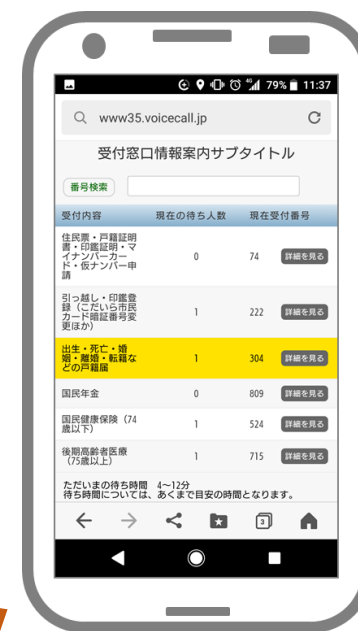 4G 79% 11:37
www35.voicecall.jp
受付窓口情報案内サブタイトル
番号検索
受付内容 現在の待ち人数 現在受付番号
住民票・戸籍証明
書・印鑑証明・マ
イナンバーカー
ド・仮ナンバー申
請
0 74 詳細を見る
引っ越し・印鑑登
録（こだいら市民
カード暗証番号変
更ほか）
1 222 詳細を見る
出生・死亡・婚
姻・離婚・転籍な
どの戸籍届
1 304 詳細を見る
国民年金 0 809 詳細を見る
国民健康保険（74
歳以下）
1 524 詳細を見る
後期高齢者医療
（75歳以上）
1 715 詳細を見る
ただいまの待ち時間 4～12分
待ち時間については、あくまで目安の時間となります。
3